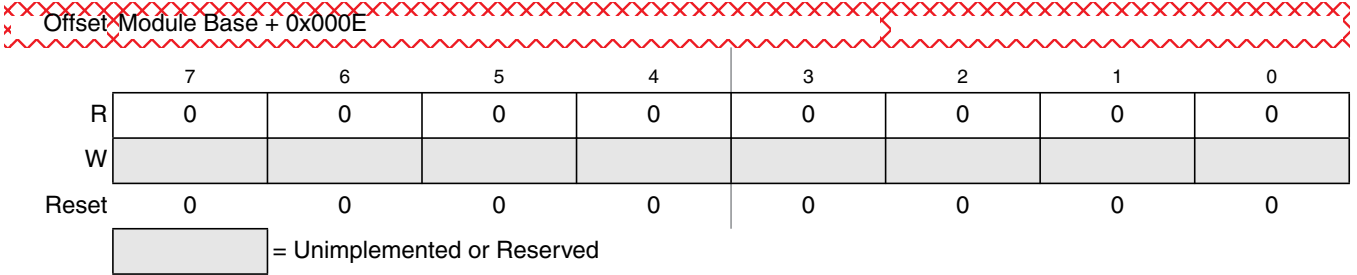 Offset Module Base + 0x000E
7 6 5 4 3 2 1 0
R 0 0 0 0 0 0 0 0
W
Reset 0 0 0 0 0 0 0 0
= Unimplemented or Reserved